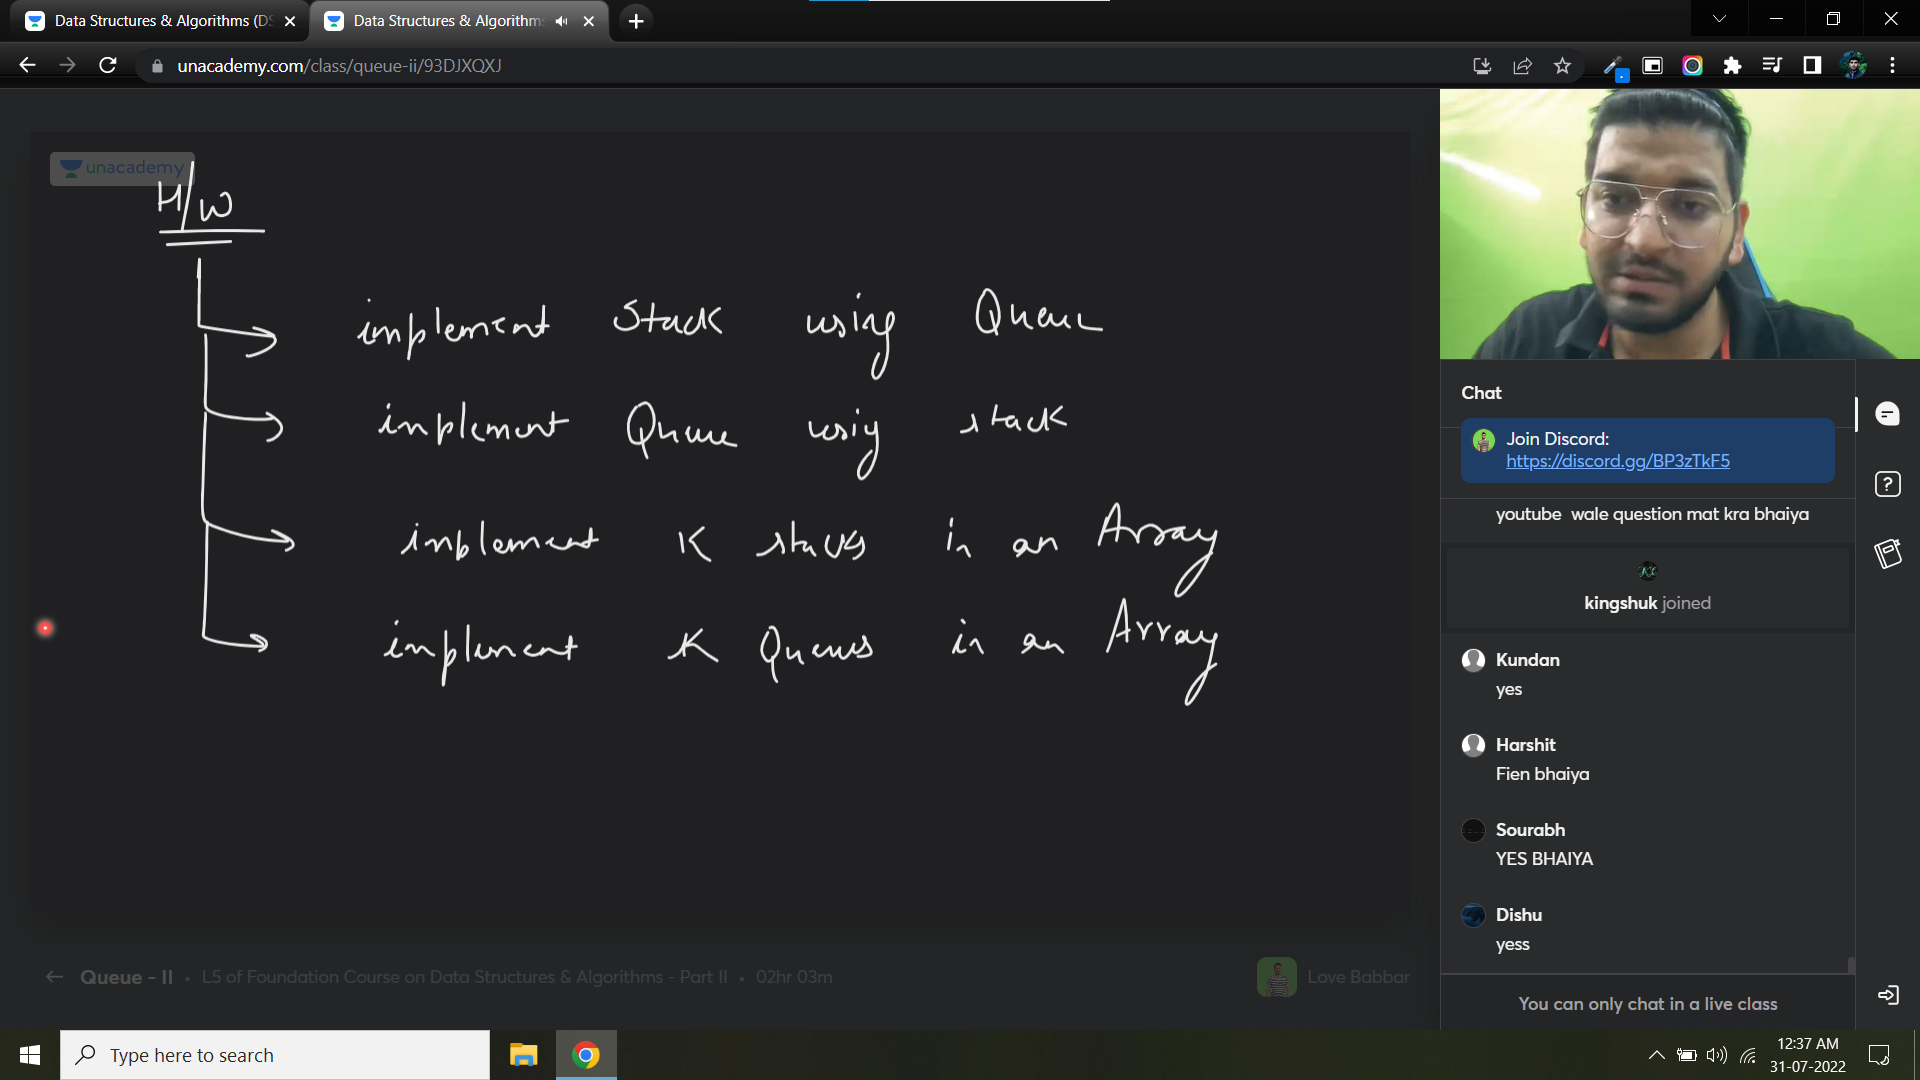 Data Structures & Algorithms (DS
Data Structures & Algorithms
unacademy.com/class/queue-ii/93DJXQXJ
unacademy
H/W
implement Stack using Queue
implement Queue using stack
implement K stacks in an Array
implement K Queues in an Array
Queue - II • L5 of Foundation Course on Data Structures & Algorithms - Part II • 02hr 03m
Love Babbar
Chat
Join Discord:
https://discord.gg/BP3zTkF5
youtube wale question mat kra bhaiya
kingshuk joined
Kundan
yes
Harshit
Fien bhaiya
Sourabh
YES BHAIYA
Dishu
yess
You can only chat in a live class
Type here to search
12:37 AM
31-07-2022